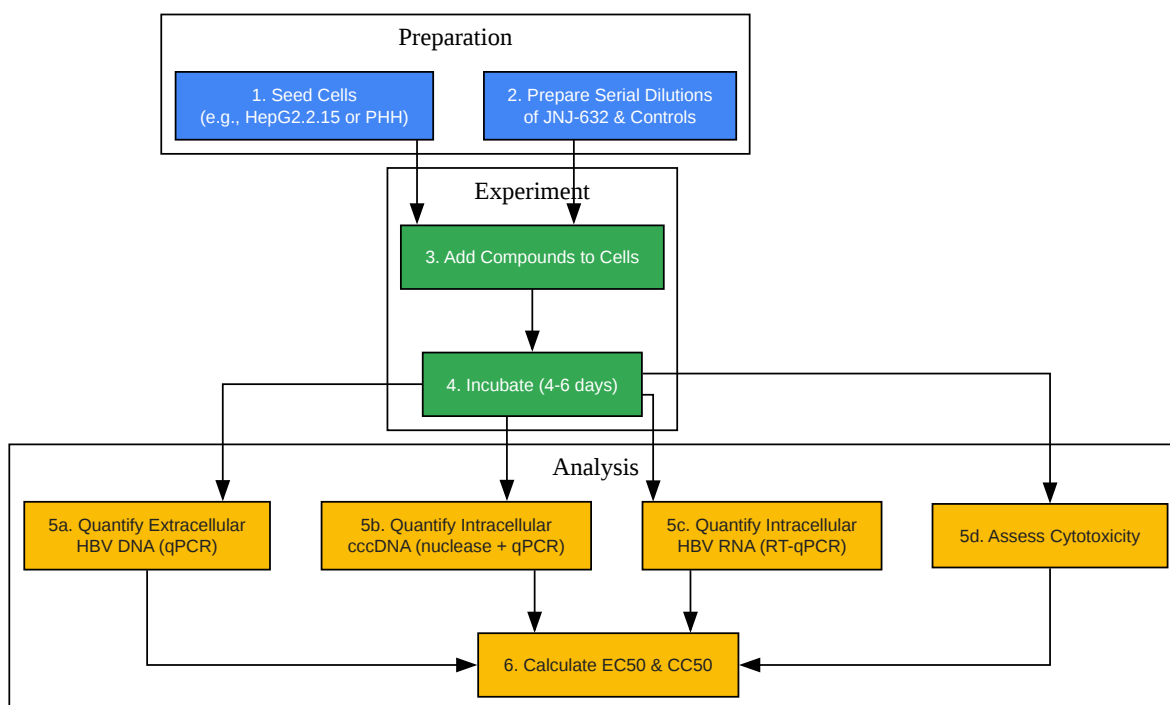 Preparation
1. Seed Cells
(e.g., HepG2.2.15 or PHH)
2. Prepare Serial Dilutions
of JNJ-632 & Controls
Experiment
3. Add Compounds to Cells
4. Incubate (4-6 days)
Analysis
5a. Quantify Extracellular
HBV DNA (qPCR)
5b. Quantify Intracellular
cccDNA (nuclease + qPCR)
5c. Quantify Intracellular
HBV RNA (RT-qPCR)
5d. Assess Cytotoxicity
6. Calculate EC50 & CC50